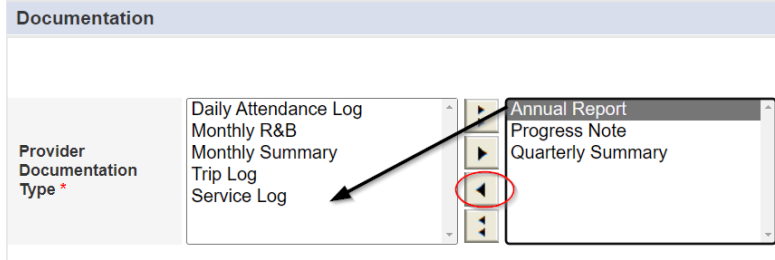 Documentation
Provider
Documentation
Type *
Daily Attendance Log
Monthly R&B
Monthly Summary
Trip Log
Service Log
Annual Report
Progress Note
Quarterly Summary